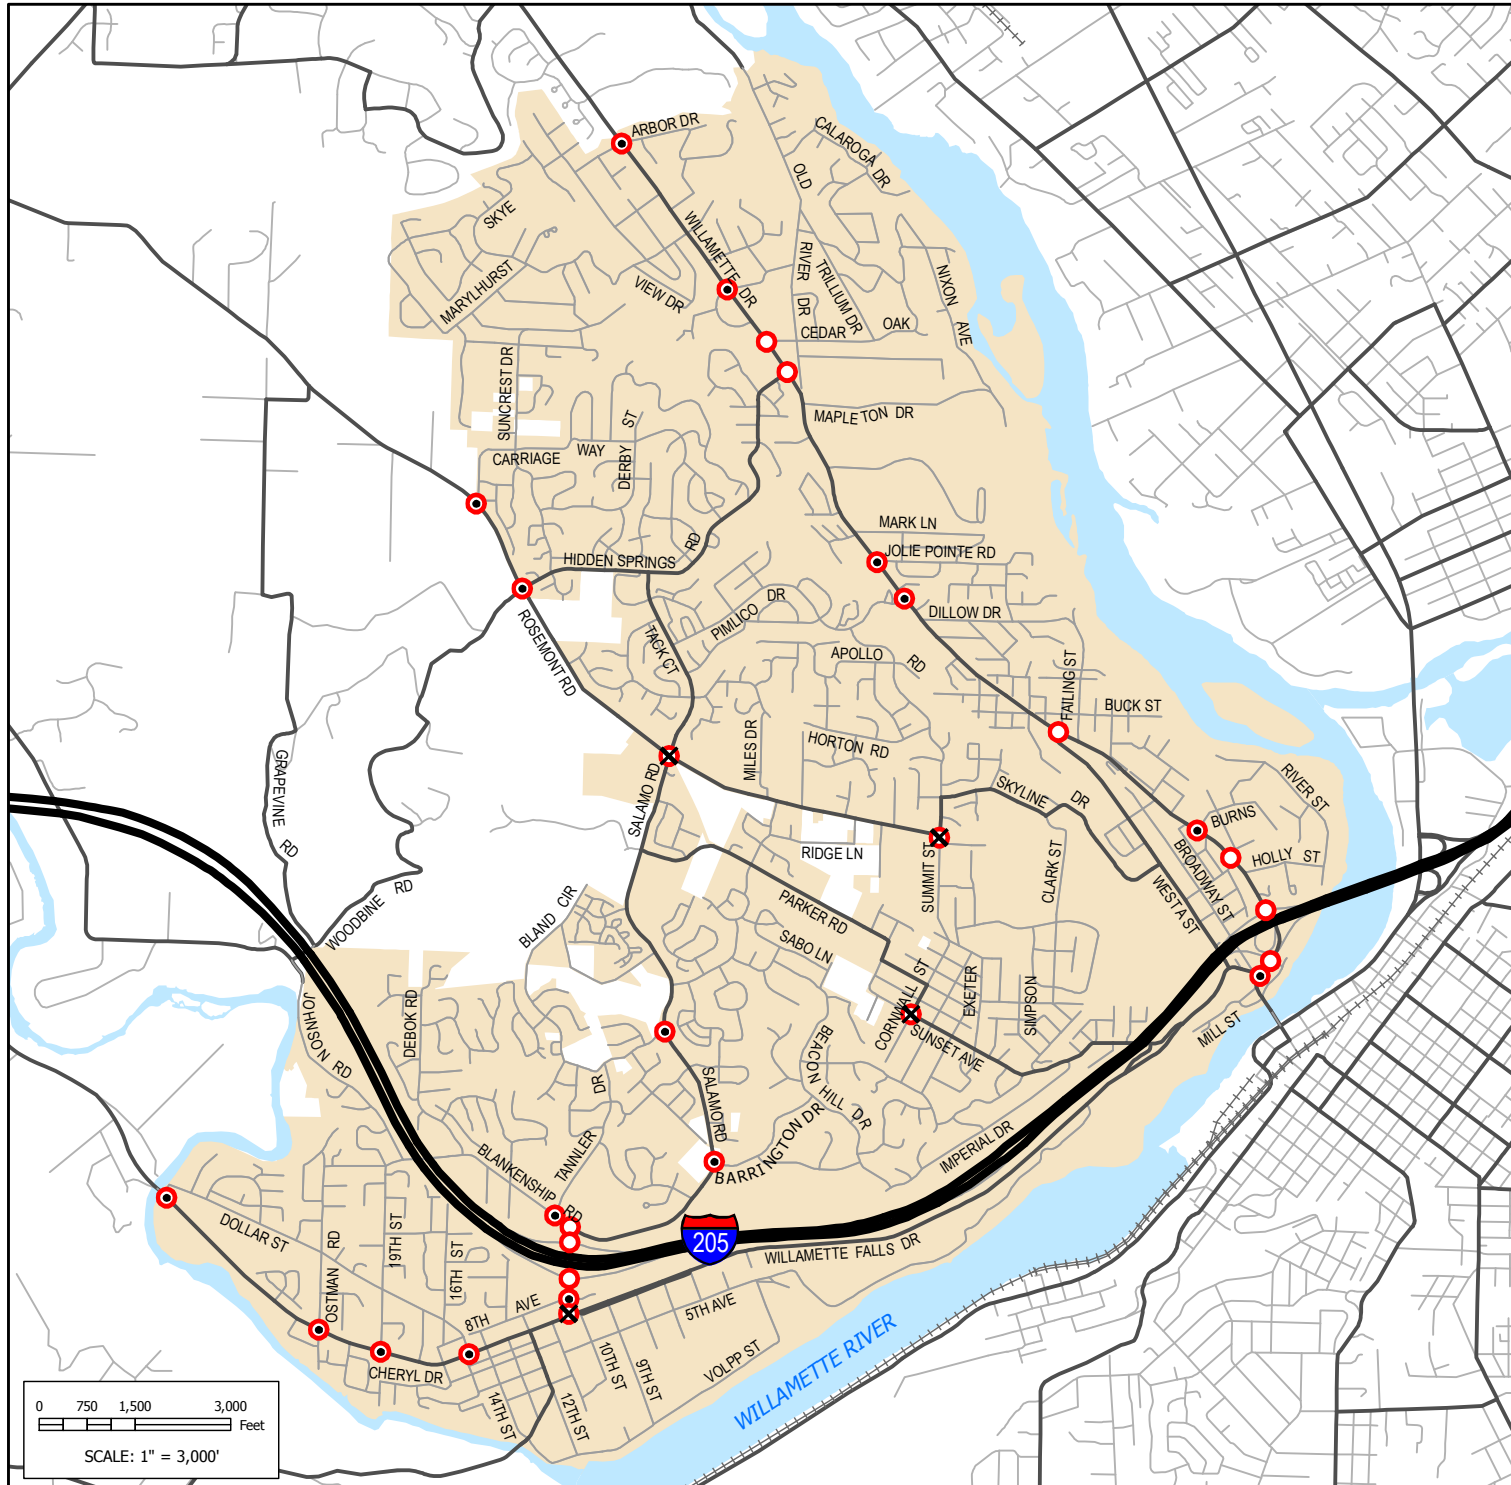 ARBOR DR
CALAROGA DR
OLD
RIVER DR
SKYE
WILLAMETTE DR
TRILLIUM DR
NIXON AVE
MARYLHURST
VIEW DR
CEDAR OAK
SUNCREST DR
MAPLETON DR
DERBY ST
CARRIAGE WAY
MARK LN
JOLIE POINTE RD
HIDDEN SPRINGS RD
PIMLICO DR
DILLOW DR
ROSEMONT RD
TACK CT
APOLLO RD
FAILING ST
BUCK ST
MILES DR
HORTON RD
GRAPEVINE RD
SALAMO RD
SKYLINE DR
RIVER ST
BURNS
BROADWAY ST
HOLLY ST
RIDGE LN
SUMMIT ST
CLARK ST
WEST A ST
WOODBINE RD
BLAND CIR
PARKER RD
SABO LN
CORNWALL ST
EXETER
SIMPSON
JOHNSON RD
DEBOK RD
SUNSET AVE
MILL ST
BEACON HILL DR
SALAMO RD
TANNLER DR
BARRINGTON DR
IMPERIAL DR
BLANKENSHIP RD
DOLLAR ST
OSTMAN RD
19TH ST
16TH ST
205
WILLAMETTE FALLS DR
8TH AVE
5TH AVE
CHERYL DR
10TH ST
9TH ST
VOLPP ST
14TH ST
12TH ST
WILLAMETTE RIVER
0 750 1,500 3,000
Feet
SCALE: 1" = 3,000'